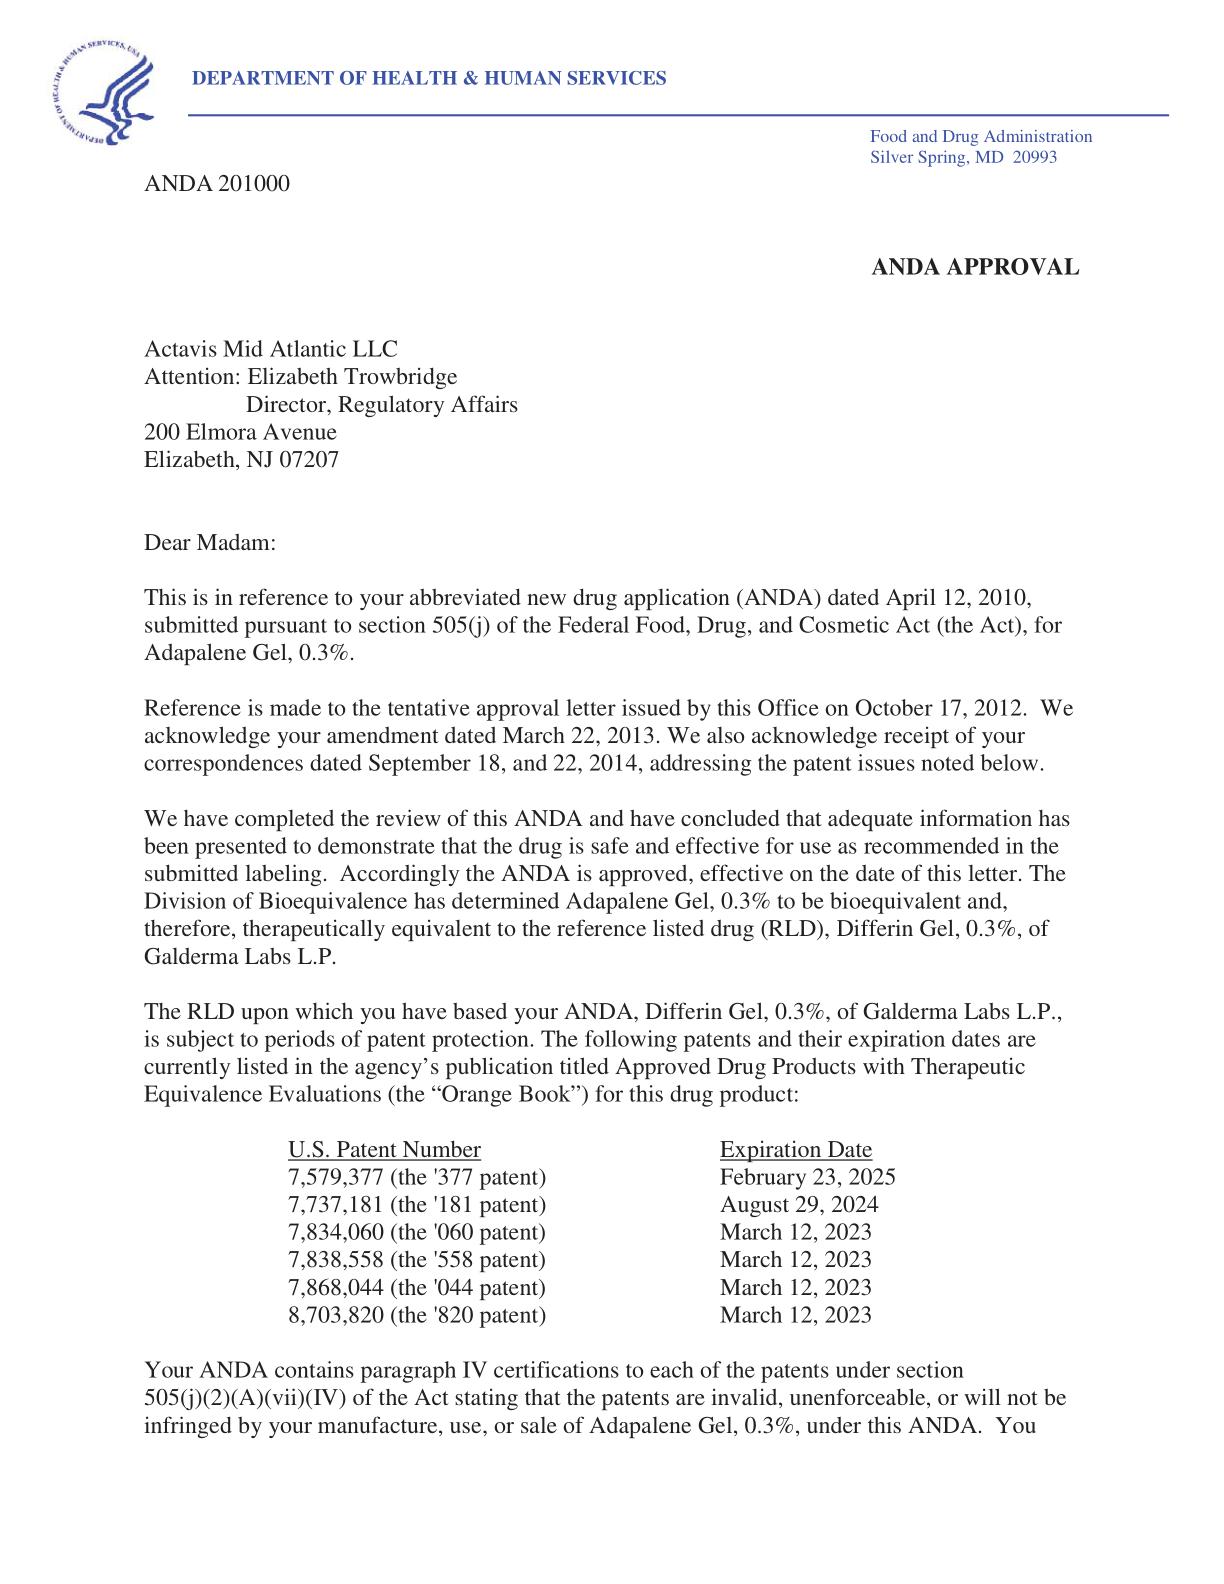 DEPARTMENT OF HEALTH & HUMAN SERVICES, USA
DEPARTMENT OF HEALTH & HUMAN SERVICES
Food and Drug Administration
Silver Spring, MD 20993
ANDA 201000
ANDA APPROVAL
Actavis Mid Atlantic LLC
Attention: Elizabeth Trowbridge
Director, Regulatory Affairs
200 Elmora Avenue
Elizabeth, NJ 07207
Dear Madam:
This is in reference to your abbreviated new drug application (ANDA) dated April 12, 2010,
submitted pursuant to section 505(j) of the Federal Food, Drug, and Cosmetic Act (the Act), for
Adapalene Gel, 0.3%.
Reference is made to the tentative approval letter issued by this Office on October 17, 2012. We
acknowledge your amendment dated March 22, 2013. We also acknowledge receipt of your
correspondences dated September 18, and 22, 2014, addressing the patent issues noted below.
We have completed the review of this ANDA and have concluded that adequate information has
been presented to demonstrate that the drug is safe and effective for use as recommended in the
submitted labeling. Accordingly the ANDA is approved, effective on the date of this letter. The
Division of Bioequivalence has determined Adapalene Gel, 0.3% to be bioequivalent and,
therefore, therapeutically equivalent to the reference listed drug (RLD), Differin Gel, 0.3%, of
Galderma Labs L.P.
The RLD upon which you have based your ANDA, Differin Gel, 0.3%, of Galderma Labs L.P.,
is subject to periods of patent protection. The following patents and their expiration dates are
currently listed in the agency’s publication titled Approved Drug Products with Therapeutic
Equivalence Evaluations (the “Orange Book”) for this drug product:
U.S. Patent Number Expiration Date
7,579,377 (the '377 patent) February 23, 2025
7,737,181 (the '181 patent) August 29, 2024
7,834,060 (the '060 patent) March 12, 2023
7,838,558 (the '558 patent) March 12, 2023
7,868,044 (the '044 patent) March 12, 2023
8,703,820 (the '820 patent) March 12, 2023
Your ANDA contains paragraph IV certifications to each of the patents under section
505(j)(2)(A)(vii)(IV) of the Act stating that the patents are invalid, unenforceable, or will not be
infringed by your manufacture, use, or sale of Adapalene Gel, 0.3%, under this ANDA. You